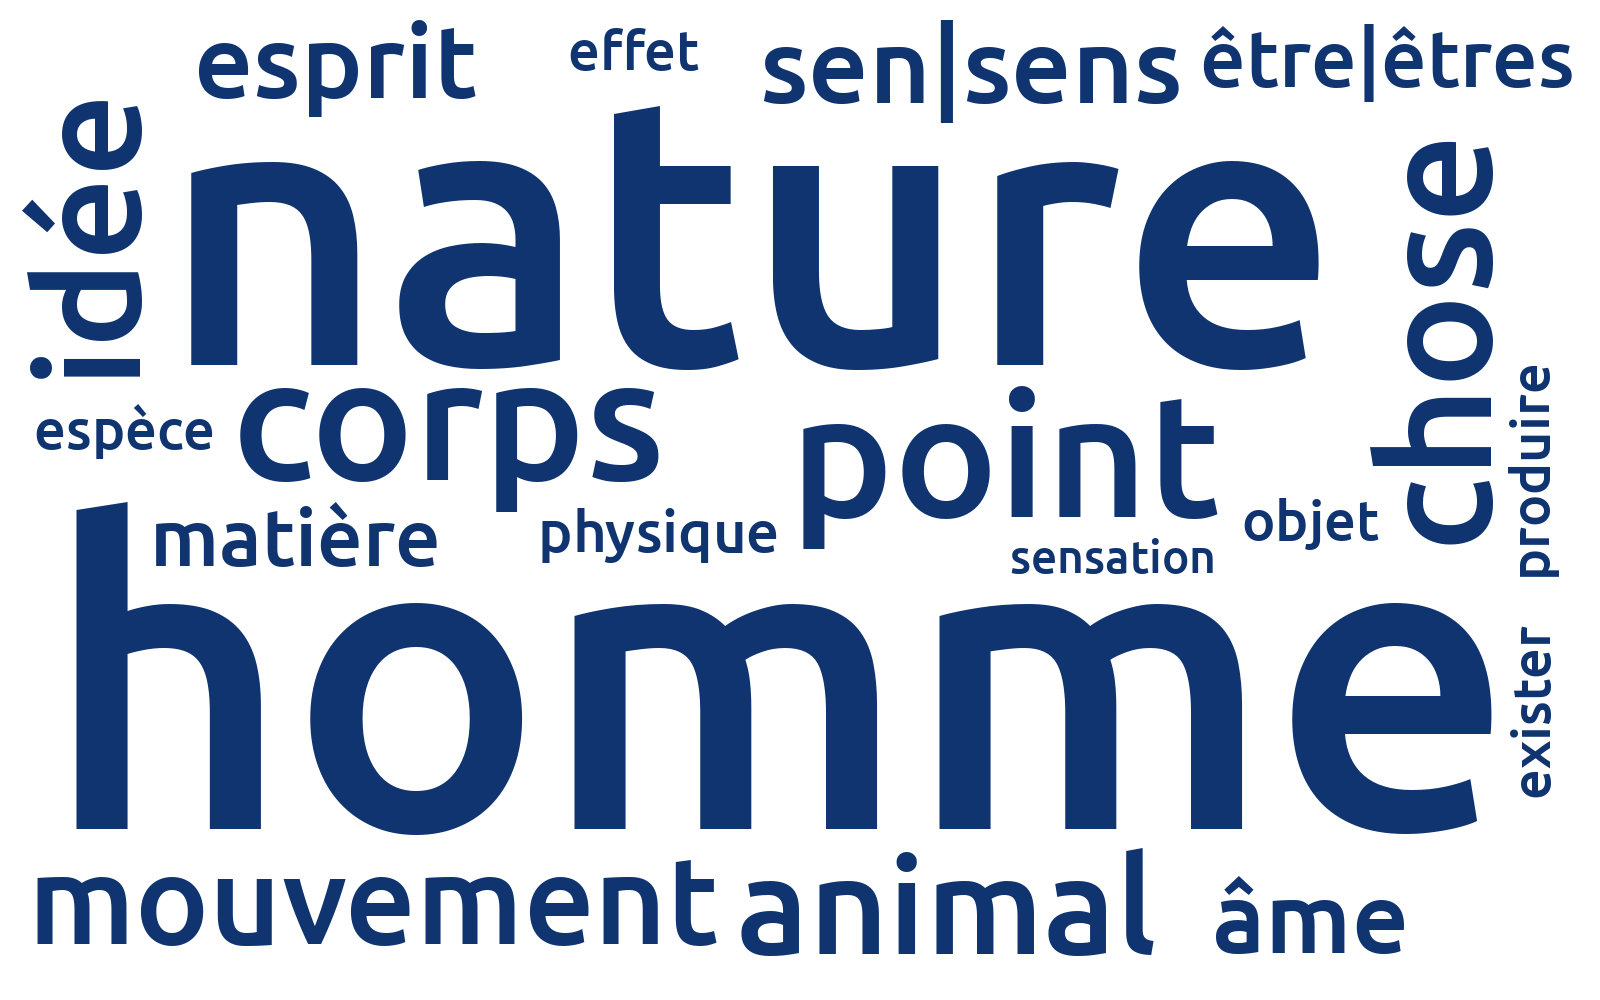 esprit
effet
sen|sens
être|êtres
idée
nature
chose
espèce
corps
point
produire
matière
physique
sensation
objet
homme
exister
mouvement
animal
âme